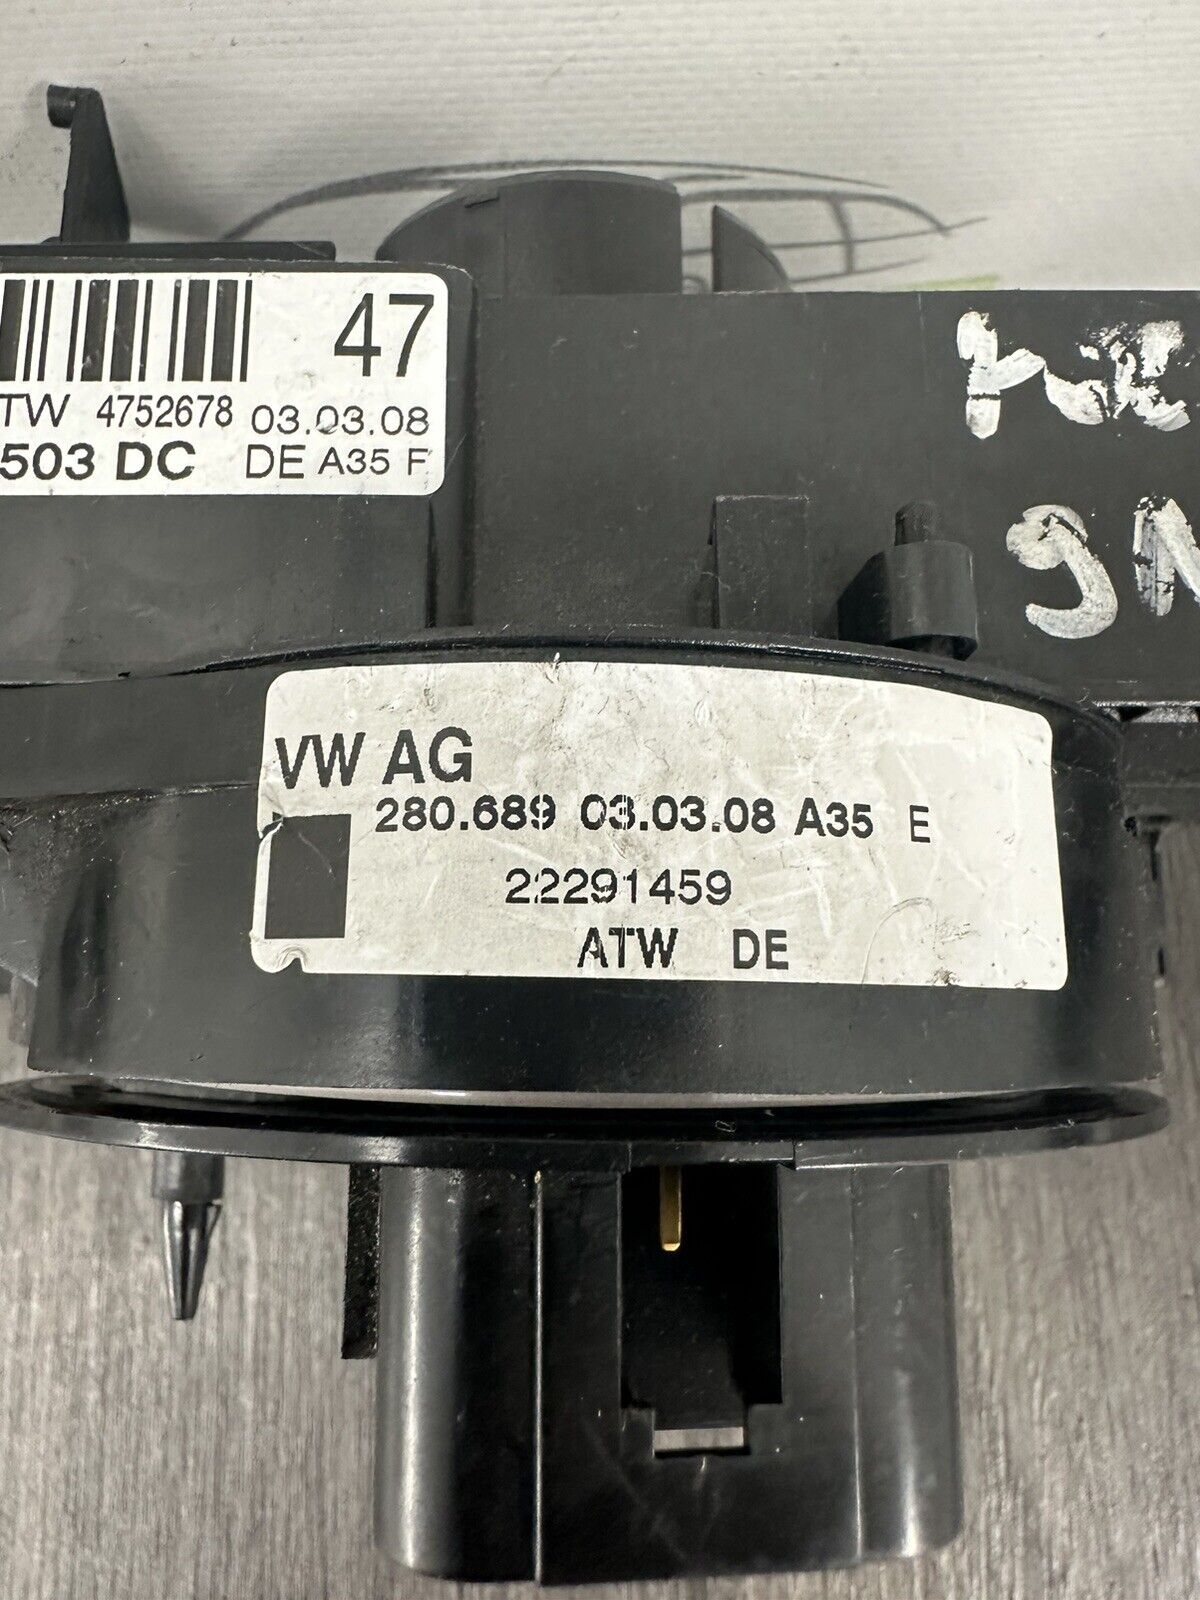 47
TW 4752678 03.03.08
503 DC DE A35 F
VW AG
280.689 03.03.08 A35 E
22291459
ATW DE